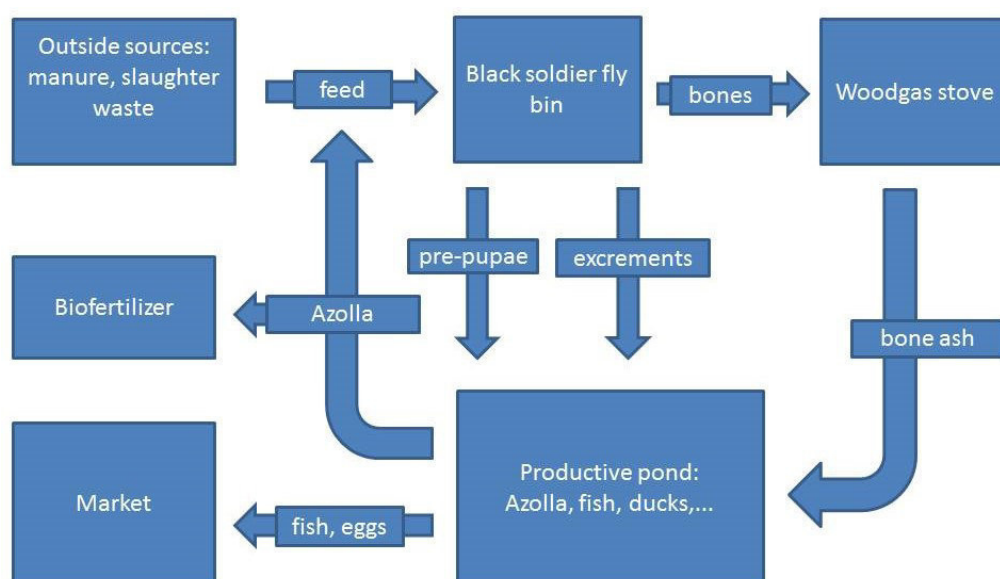 Outside sources:
manure, slaughter
waste
feed
Black soldier fly
bin
bones
Woodgas stove
pre-pupae
excrements
Biofertilizer
Azolla
bone ash
Market
fish, eggs
Productive pond:
Azolla, fish, ducks,...